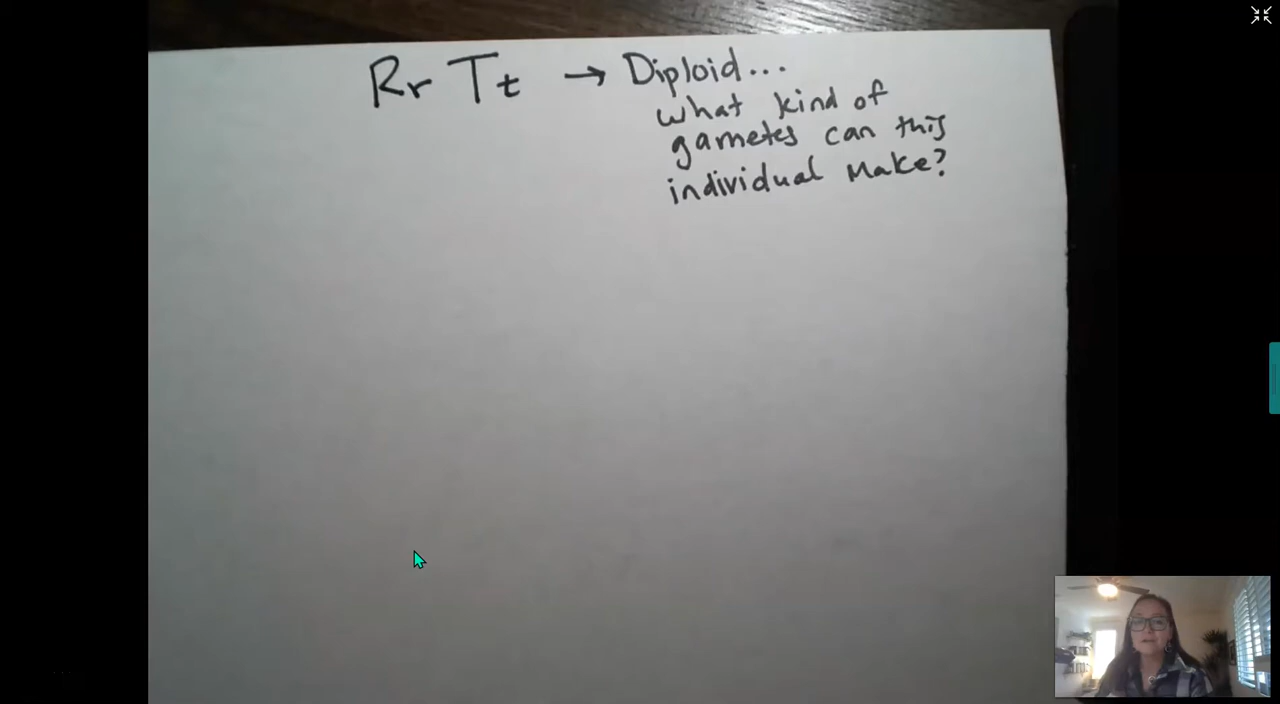 Rr Tt → Diploid...
what kind of
gametes can this
individual Make?